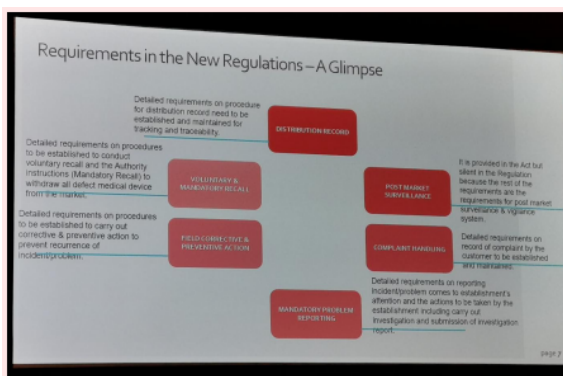 Requirements in the New Regulations – A Glimpse
Detailed requirements on procedure
for distribution record need to be
established and maintained for
tracking and traceability.
DISTRIBUTION RECORD
Detailed requirements on procedures
to be established to conduct
voluntary recall and the Authority
instructions (Mandatory Recall) to
withdraw all defect medical device
from the market.
VOLUNTARY &
MANDATORY RECALL
POST MARKET
SURVEILLANCE
It is provided in the Act but
silent in the Regulation
because the rest of the
requirements are the
requirements for post market
surveillance & vigilance
system.
Detailed requirements on procedures
to be established to carry out
corrective & preventive action to
prevent recurrence of
incident/problem.
FIELD CORRECTIVE &
PREVENTIVE ACTION
COMPLAINT HANDLING
Detailed requirements on
record of complaint by the
customer to be established
and maintained.
MANDATORY PROBLEM
REPORTING
Detailed requirements on reporting
incident/problem comes to establishment's
attention and the actions to be taken by the
establishment including carry out
investigation and submission of investigation
report.
page 7